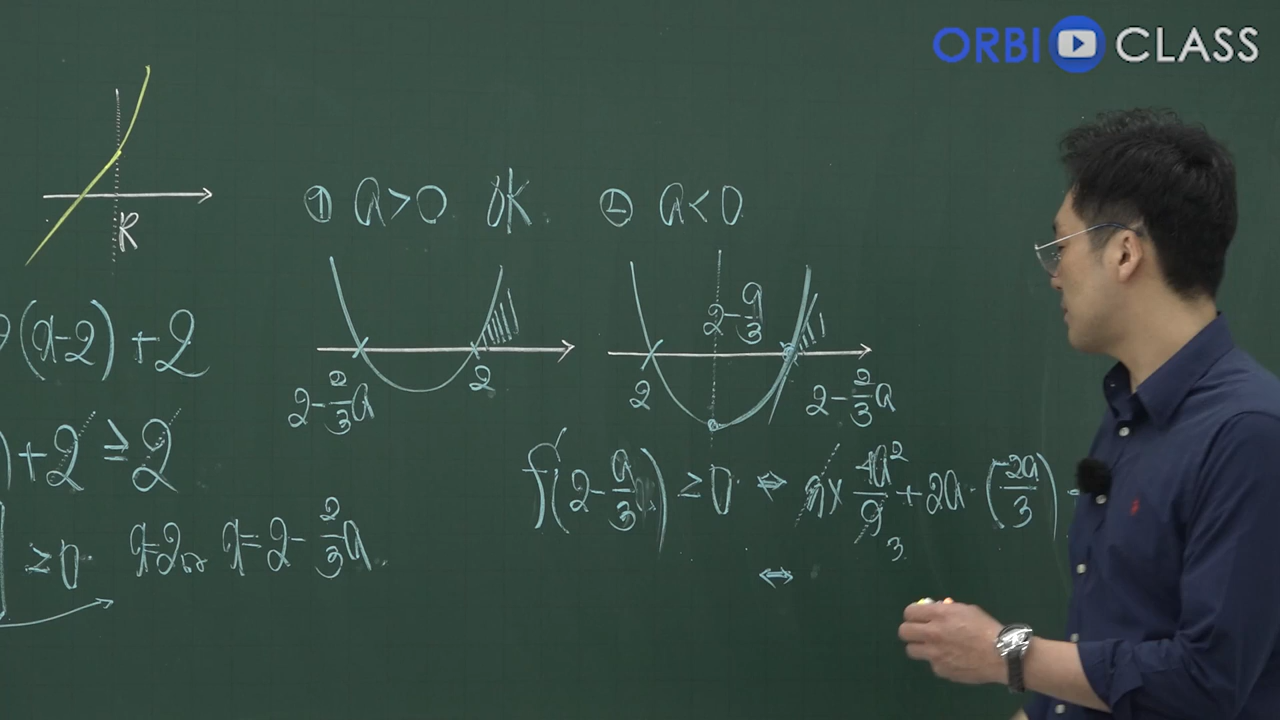 ORBI CLASS
k
(x-2)+2
)+2≥2
≥0 x=2 or x=2-2/3a
① a>0 OK
2-2/3a 2
② a<0
2-a/3
2 2-2/3a
f'(2-a/3)≥0 ⇔ 4a²/9 3 +2a·(-2a/3)
⇔